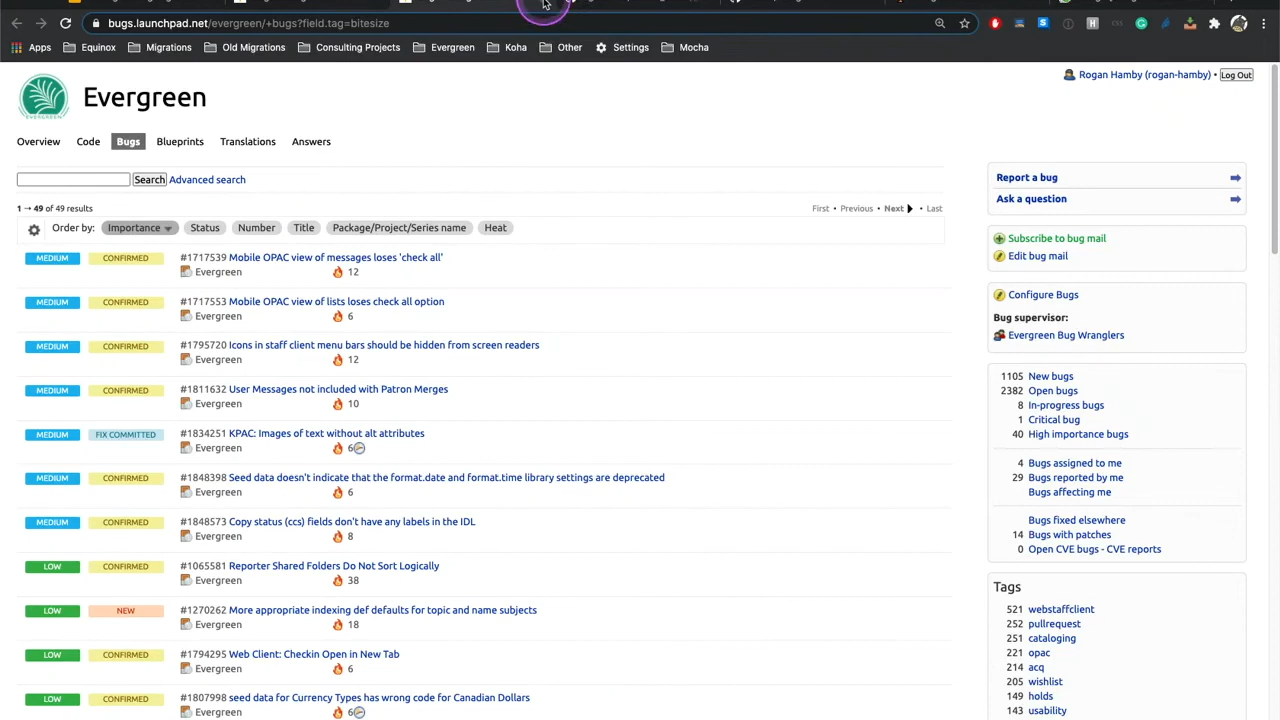 bugs.launchpad.net/evergreen/+bugs?field.tag=bitesize
Apps Equinox Migrations Old Migrations Consulting Projects Evergreen Koha Other Settings Mocha
Rogan Hamby (rogan-hamby) • Log Out
Evergreen
Overview Code Bugs Blueprints Translations Answers
Search Advanced search
1 → 49 of 49 results
First • Previous • Next • Last
Order by: Importance Status Number Title Package/Project/Series name Heat
MEDIUM CONFIRMED #1717539 Mobile OPAC view of messages loses 'check all'
Evergreen 12
MEDIUM CONFIRMED #1717553 Mobile OPAC view of lists loses check all option
Evergreen 6
MEDIUM CONFIRMED #1795720 Icons in staff client menu bars should be hidden from screen readers
Evergreen 12
MEDIUM CONFIRMED #1811632 User Messages not included with Patron Merges
Evergreen 10
MEDIUM FIX COMMITTED #1834251 KPAC: Images of text without alt attributes
Evergreen 6
MEDIUM CONFIRMED #1848398 Seed data doesn't indicate that the format.date and format.time library settings are deprecated
Evergreen 6
MEDIUM CONFIRMED #1848573 Copy status (ccs) fields don't have any labels in the IDL
Evergreen 8
LOW CONFIRMED #1065581 Reporter Shared Folders Do Not Sort Logically
Evergreen 38
LOW NEW #1270262 More appropriate indexing def defaults for topic and name subjects
Evergreen 18
LOW CONFIRMED #1794295 Web Client: Checkin Open in New Tab
Evergreen 6
LOW CONFIRMED #1807998 seed data for Currency Types has wrong code for Canadian Dollars
Evergreen 6
Report a bug
Ask a question
Subscribe to bug mail
Edit bug mail
Configure Bugs
Bug supervisor:
Evergreen Bug Wranglers
1105 New bugs
2382 Open bugs
8 In-progress bugs
1 Critical bug
40 High importance bugs
4 Bugs assigned to me
29 Bugs reported by me
Bugs affecting me
Bugs fixed elsewhere
14 Bugs with patches
0 Open CVE bugs - CVE reports
Tags
521 webstaffclient
252 pullrequest
251 cataloging
221 opac
214 acq
205 wishlist
149 holds
143 usability